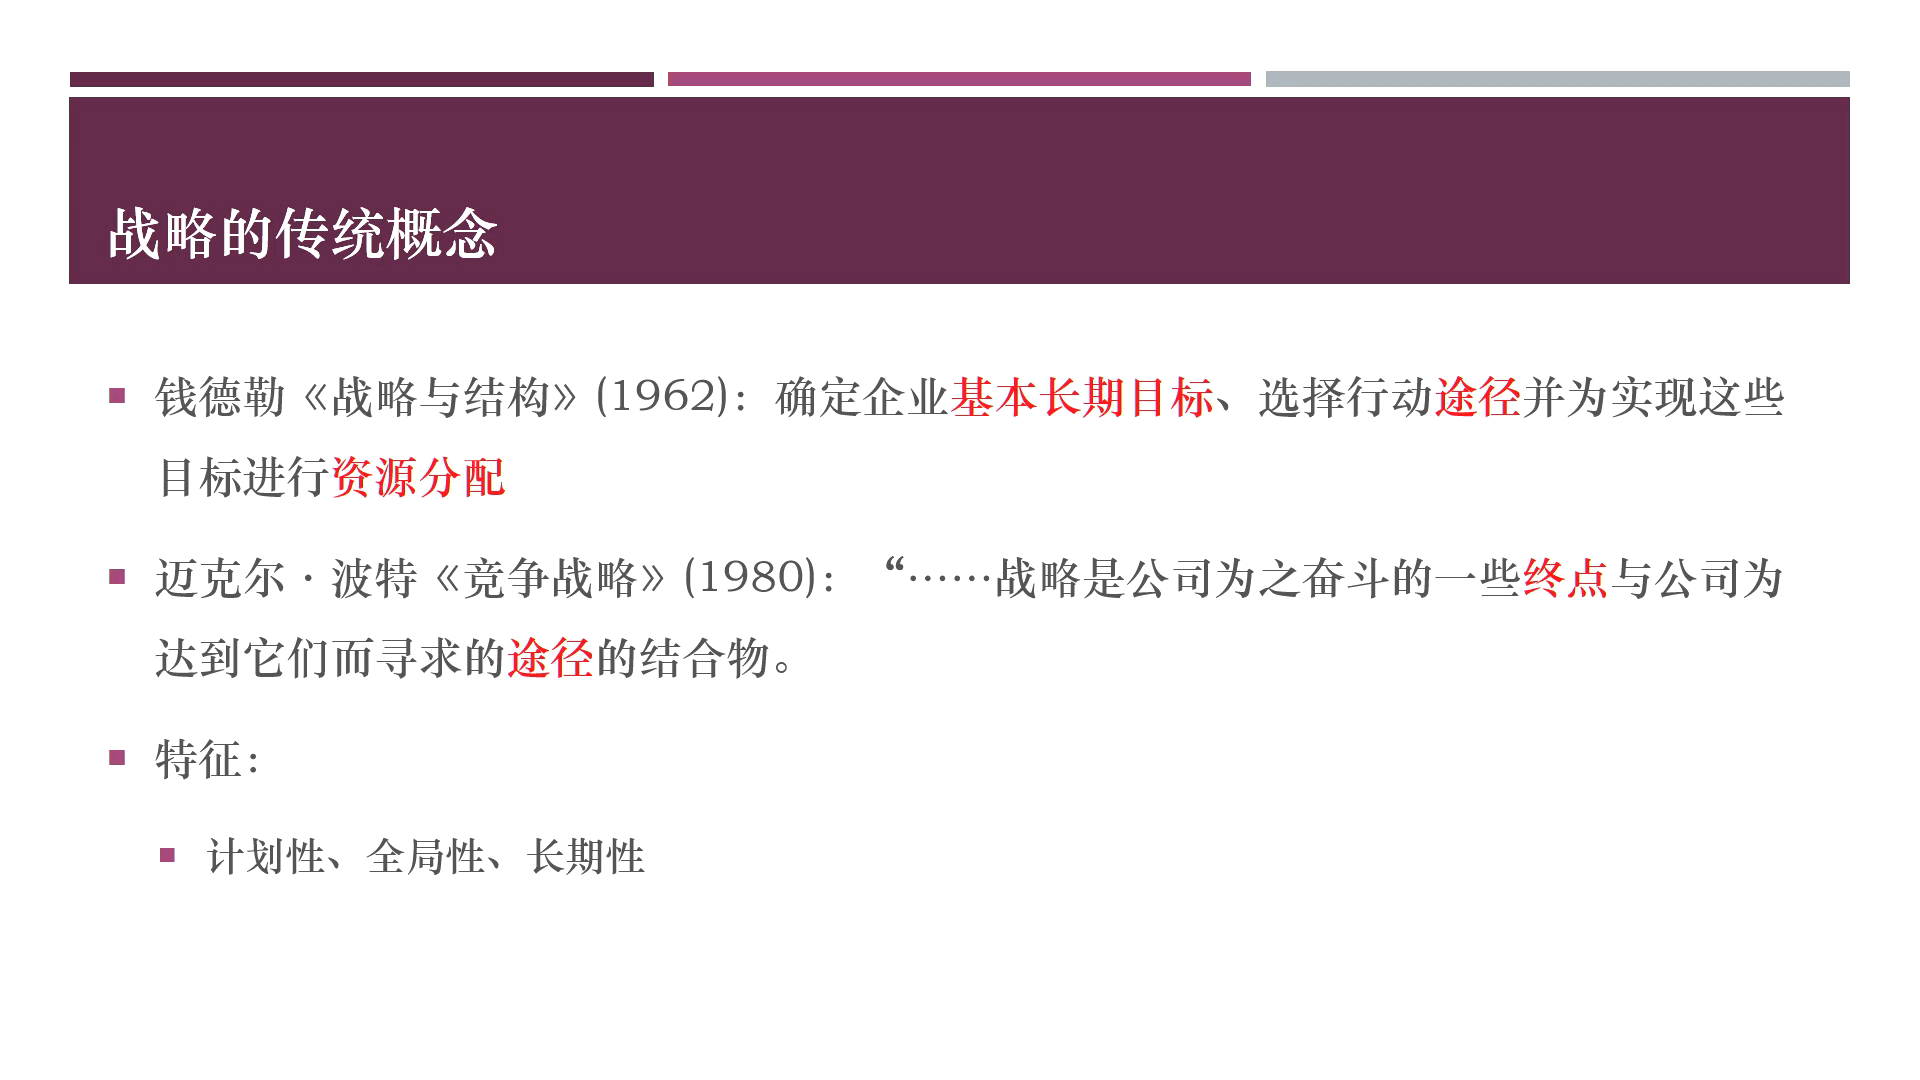 战略的传统概念
钱德勒《战略与结构》(1962)：确定企业基本长期目标、选择行动途径并为实现这些
目标进行资源分配
迈克尔·波特《竞争战略》(1980)：“……战略是公司为之奋斗的一些终点与公司为
达到它们而寻求的途径的结合物。
特征：
计划性、全局性、长期性